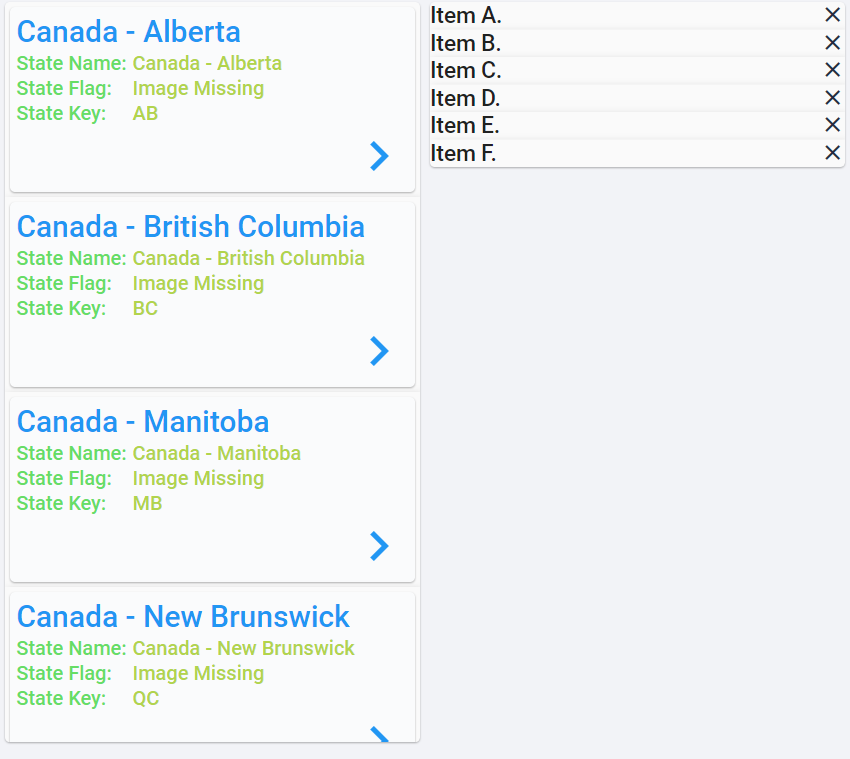 Canada - Alberta
State Name: Canada - Alberta
State Flag: Image Missing
State Key: AB
Canada - British Columbia
State Name: Canada - British Columbia
State Flag: Image Missing
State Key: BC
Canada - Manitoba
State Name: Canada - Manitoba
State Flag: Image Missing
State Key: MB
Canada - New Brunswick
State Name: Canada - New Brunswick
State Flag: Image Missing
State Key: QC
Item A.
Item B.
Item C.
Item D.
Item E.
Item F.